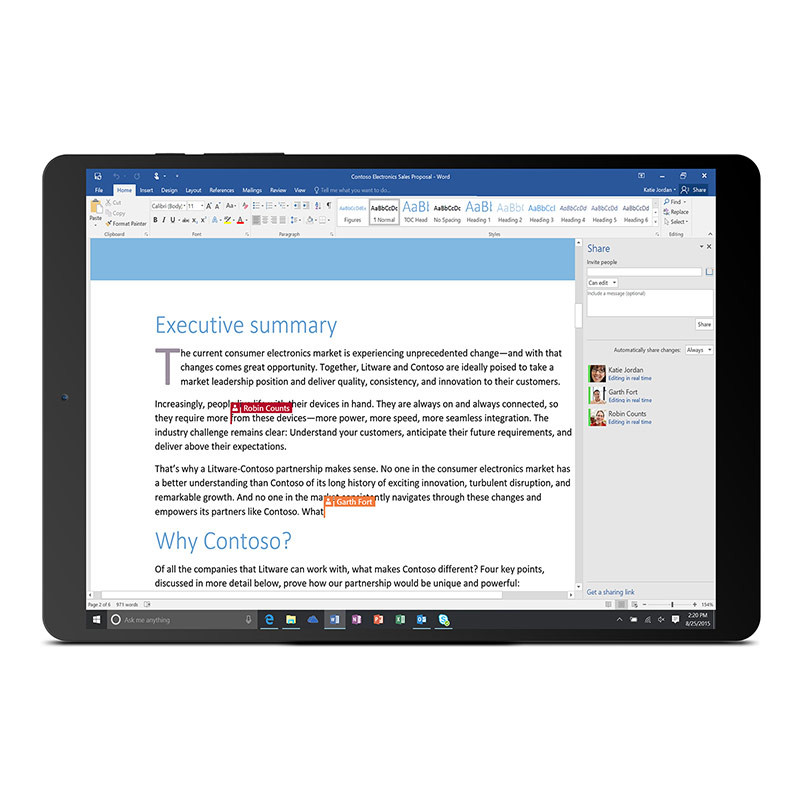 Contoso Electronics Sales Proposal - Word
File Home Insert Design Layout References Mailings Review View Tell me what you want to do... Katie Jordan Share
Paste
Cut
Copy
Format Painter
Clipboard
Calibri (Body) 11
Font
Paragraph
AaBbCcDdEe AaBbCcDc AaBl AaBbCcDc AaBl AaBbCcD AaBbCcI AaBbCcDd AaBbCcDd AaBbCcDd
Figures ¶ Normal TOC Head No Spacing Heading 1 Heading 2 Heading 3 Heading 4 Heading 5 Heading 6
Styles
Find
Replace
Select
Editing
Executive summary
The current consumer electronics market is experiencing unprecedented change—and with that
changes comes great opportunity. Together, Litware and Contoso are ideally poised to take a
market leadership position and deliver quality, consistency, and innovation to their customers.
Increasingly, people live life with their devices in hand. They are always on and always connected, so
Robin Counts
they require more from these devices—more power, more speed, more seamless integration. The
industry challenge remains clear: Understand your customers, anticipate their future requirements, and
deliver above their expectations.
That's why a Litware-Contoso partnership makes sense. No one in the consumer electronics market has
a better understanding than Contoso of its long history of exciting innovation, turbulent disruption, and
remarkable growth. And no one in the market consistently navigates through these changes and
Garth Fort
empowers its partners like Contoso. What
Why Contoso?
Of all the companies that Litware can work with, what makes Contoso different? Four key points,
discussed in more detail below, prove how our partnership would be unique and powerful:
Share
Invite people
Can edit
Include a message (optional)
Share
Automatically share changes: Always
Katie Jordan
Editing in real time
Garth Fort
Editing in real time
Robin Counts
Editing in real time
Get a sharing link
Page 2 of 6 971 words 154%
Ask me anything
2:20 PM
8/25/2015